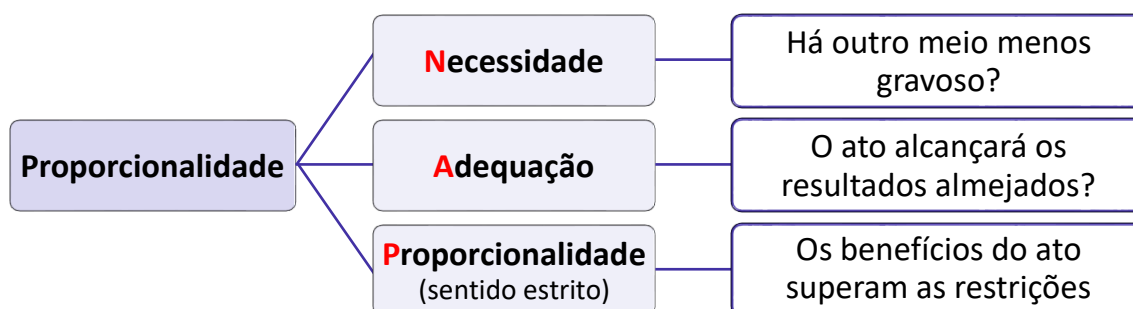 Proporcionalidade
Necessidade
Há outro meio menos
gravoso?
Adequação
O ato alcançará os
resultados almejados?
Proporcionalidade
(sentido estrito)
Os benefícios do ato
superam as restrições